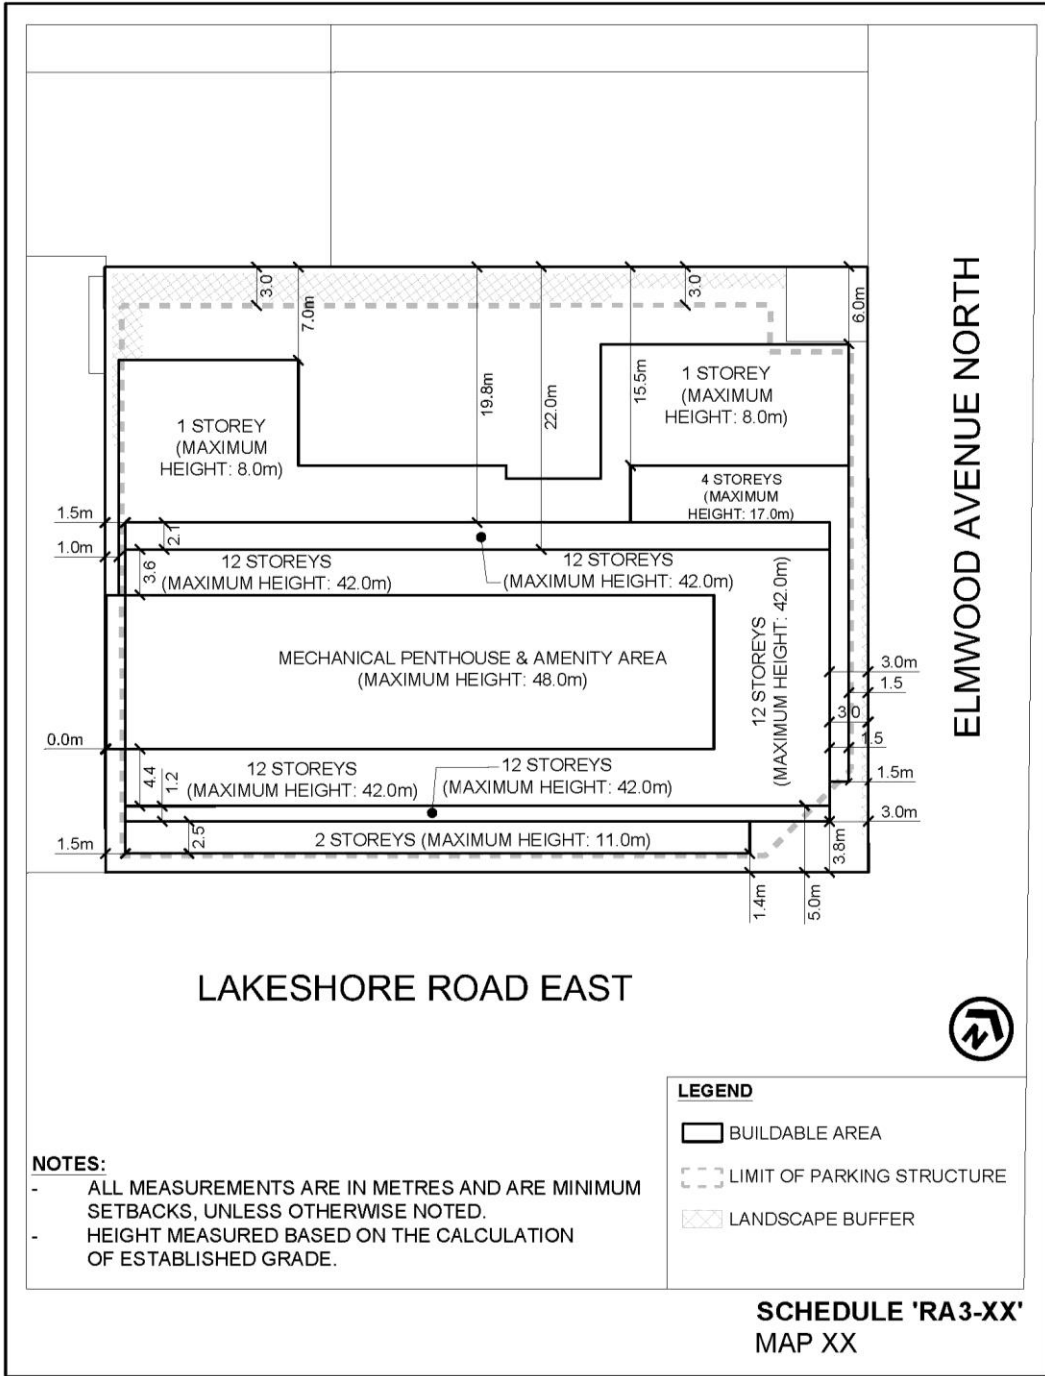 3.0
7.0m
19.8m
22.0m
15.5m
3.0
6.0m
1 STOREY
(MAXIMUM
HEIGHT: 8.0m)
1 STOREY
(MAXIMUM
HEIGHT: 8.0m)
4 STOREYS
(MAXIMUM
HEIGHT: 17.0m)
ELMWOOD AVENUE NORTH
1.5m
1.0m
2.1
3.6
12 STOREYS
(MAXIMUM HEIGHT: 42.0m)
12 STOREYS
(MAXIMUM HEIGHT: 42.0m)
12 STOREYS
(MAXIMUM HEIGHT: 42.0m)
MECHANICAL PENTHOUSE & AMENITY AREA
(MAXIMUM HEIGHT: 48.0m)
3.0m
1.5
3.0
1.5
1.5m
3.0m
0.0m
4.4
1.2
12 STOREYS
(MAXIMUM HEIGHT: 42.0m)
12 STOREYS
(MAXIMUM HEIGHT: 42.0m)
1.5m
2.5
2 STOREYS (MAXIMUM HEIGHT: 11.0m)
3.8m
1.4m
5.0m
LAKESHORE ROAD EAST
N
LEGEND
BUILDABLE AREA
LIMIT OF PARKING STRUCTURE
LANDSCAPE BUFFER
NOTES:
- ALL MEASUREMENTS ARE IN METRES AND ARE MINIMUM
SETBACKS, UNLESS OTHERWISE NOTED.
- HEIGHT MEASURED BASED ON THE CALCULATION
OF ESTABLISHED GRADE.
SCHEDULE 'RA3-XX'
MAP XX